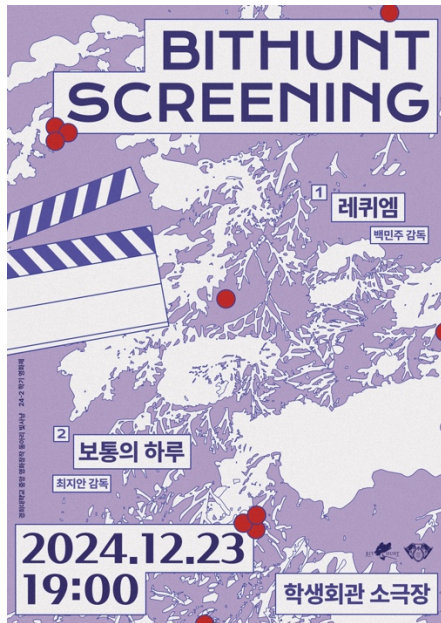 BITHUNT
SCREENING
1
레퀴엠
백민주 감독
2
보통의 하루
최지안 감독
2024.12.23
19:00
학생회관 소극장